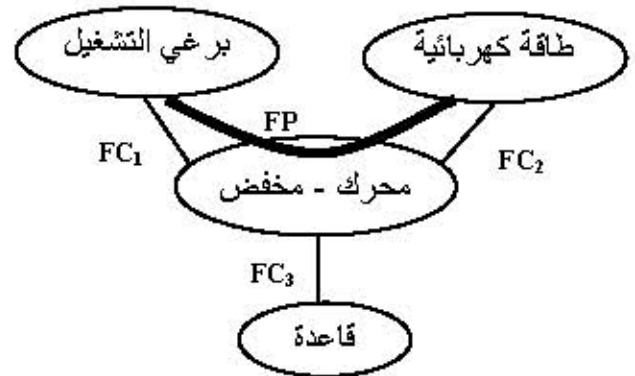 برغي التشغيل
طاقة كهربائية
FP
FC₁
FC₂
محرك - مخفض
FC₃
قاعدة